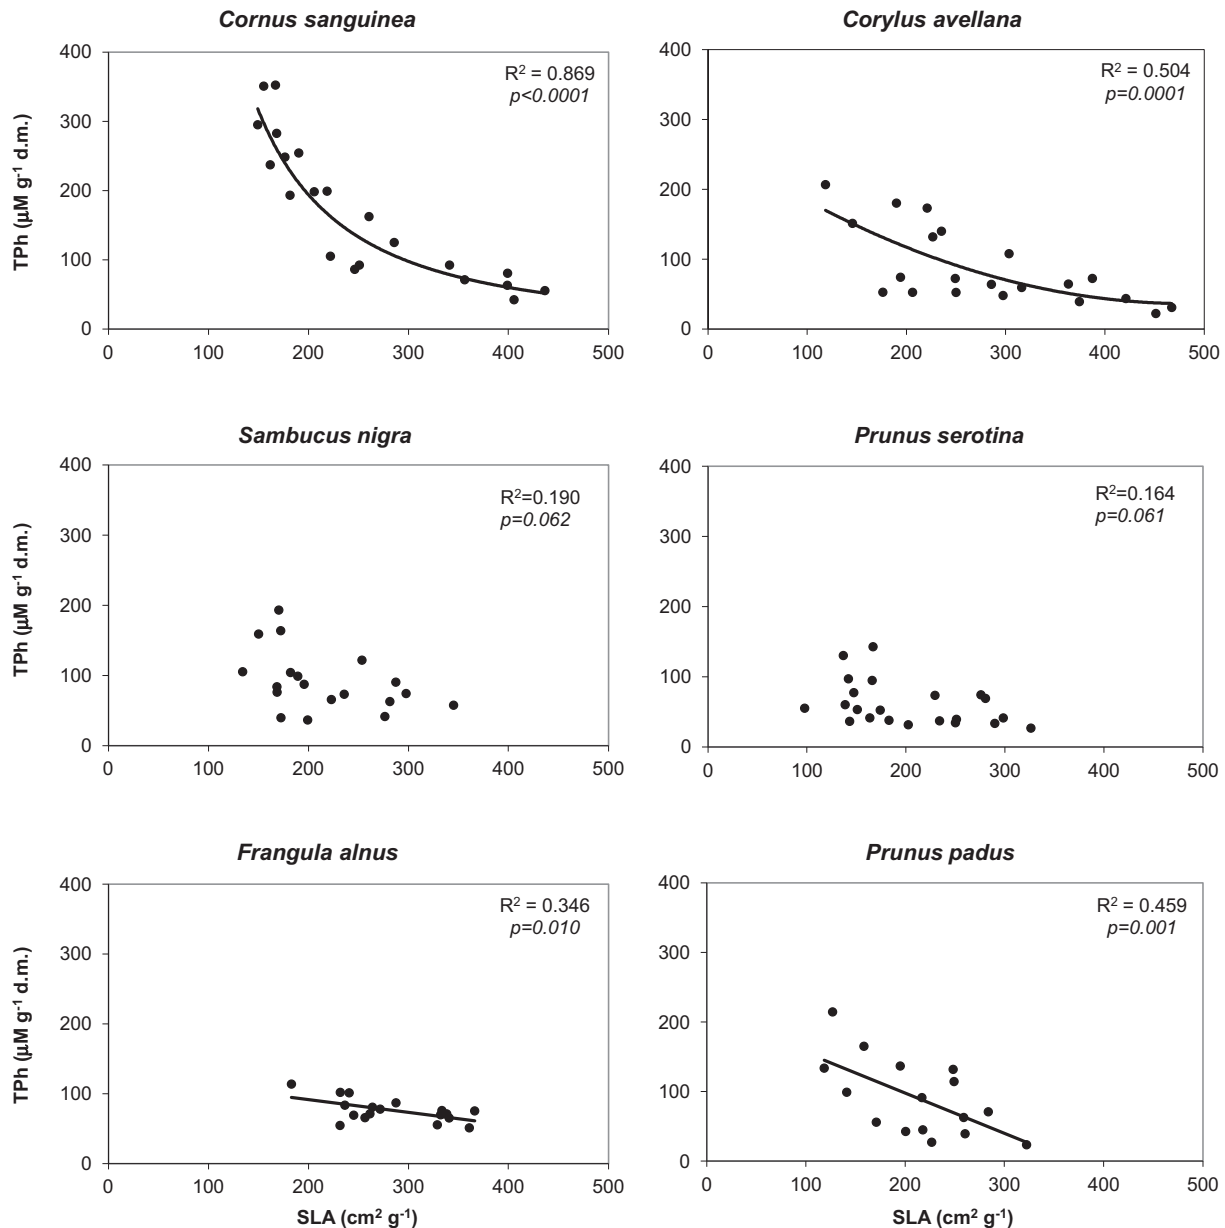 Cornus sanguinea
TPh (μM g-1 d.m.)
400
300
200
100
0
R2 = 0.869
p<0.0001
0 100 200 300 400 500
Corylus avellana
400
300
200
100
0
R2 = 0.504
p=0.0001
0 100 200 300 400 500
Sambucus nigra
TPh (μM g-1 d.m.)
400
300
200
100
0
R2=0.190
p=0.062
0 100 200 300 400 500
Prunus serotina
400
300
200
100
0
R2=0.164
p=0.061
0 100 200 300 400 500
Frangula alnus
TPh (μM g-1 d.m.)
400
300
200
100
0
R2 = 0.346
p=0.010
0 100 200 300 400 500
SLA (cm2 g-1)
Prunus padus
400
300
200
100
0
R2 = 0.459
p=0.001
0 100 200 300 400 500
SLA (cm2 g-1)